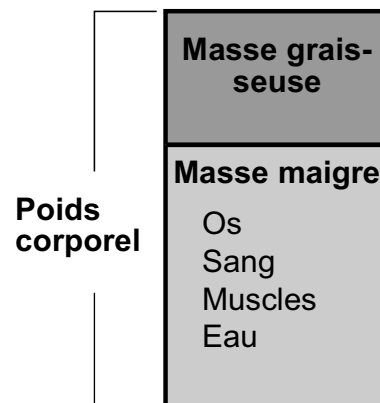 Masse grais-
seuse
Masse maigre
Poids
corporel
Os
Sang
Muscles
Eau